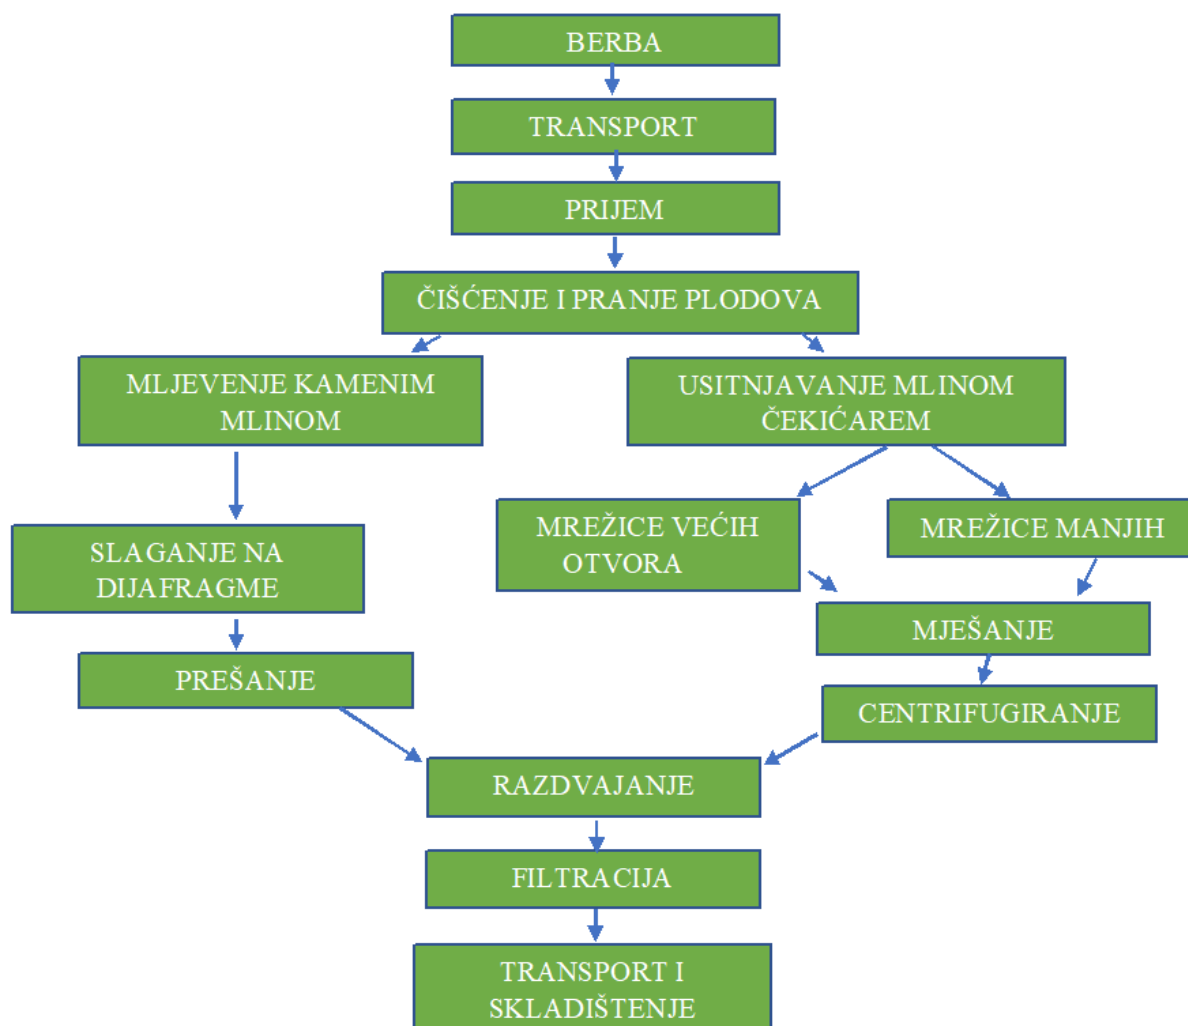 BERBA
TRANSPORT
PRIJEM
ČIŠĆENJE I PRANJE PLODOVA
MLJEVENJE KAMENIM
MLINOM
USITNJAVANJE MLINOM
ČEKIĆAREM
MREŽICE VEĆIH
OTVORA
MREŽICE MANJIH
SLAGANJE NA
DIJAFRAGME
MJEŠANJE
PREŠANJE
CENTRIFUGIRANJE
RAZDVAJANJE
FILTRACIJA
TRANSPORT I
SKLADIŠTENJE